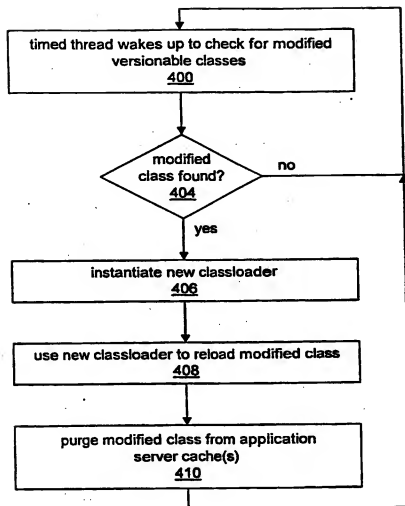 timed thread wakes up to check for modified
versionable classes
400
modified
class found?
404
no
yes
instantiate new classloader
406
use new classloader to reload modified class
408
purge modified class from application
server cache(s)
410